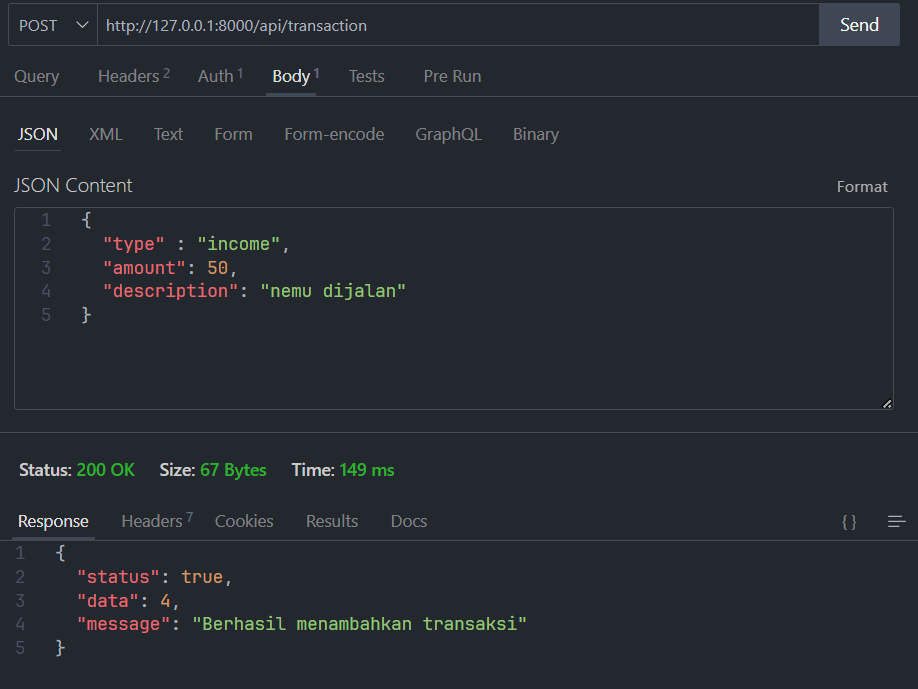 POST http://127.0.0.1:8000/api/transaction Send
Query Headers 2 Auth 1 Body 1 Tests Pre Run
JSON XML Text Form Form-encode GraphQL Binary
JSON Content Format
1 {
2 "type" : "income",
3 "amount": 50,
4 "description": "nemu dijalan"
5 }
Status: 200 OK Size: 67 Bytes Time: 149 ms
Response Headers 7 Cookies Results Docs { }
1 {
2 "status": true,
3 "data": 4,
4 "message": "Berhasil menambahkan transaksi"
5 }